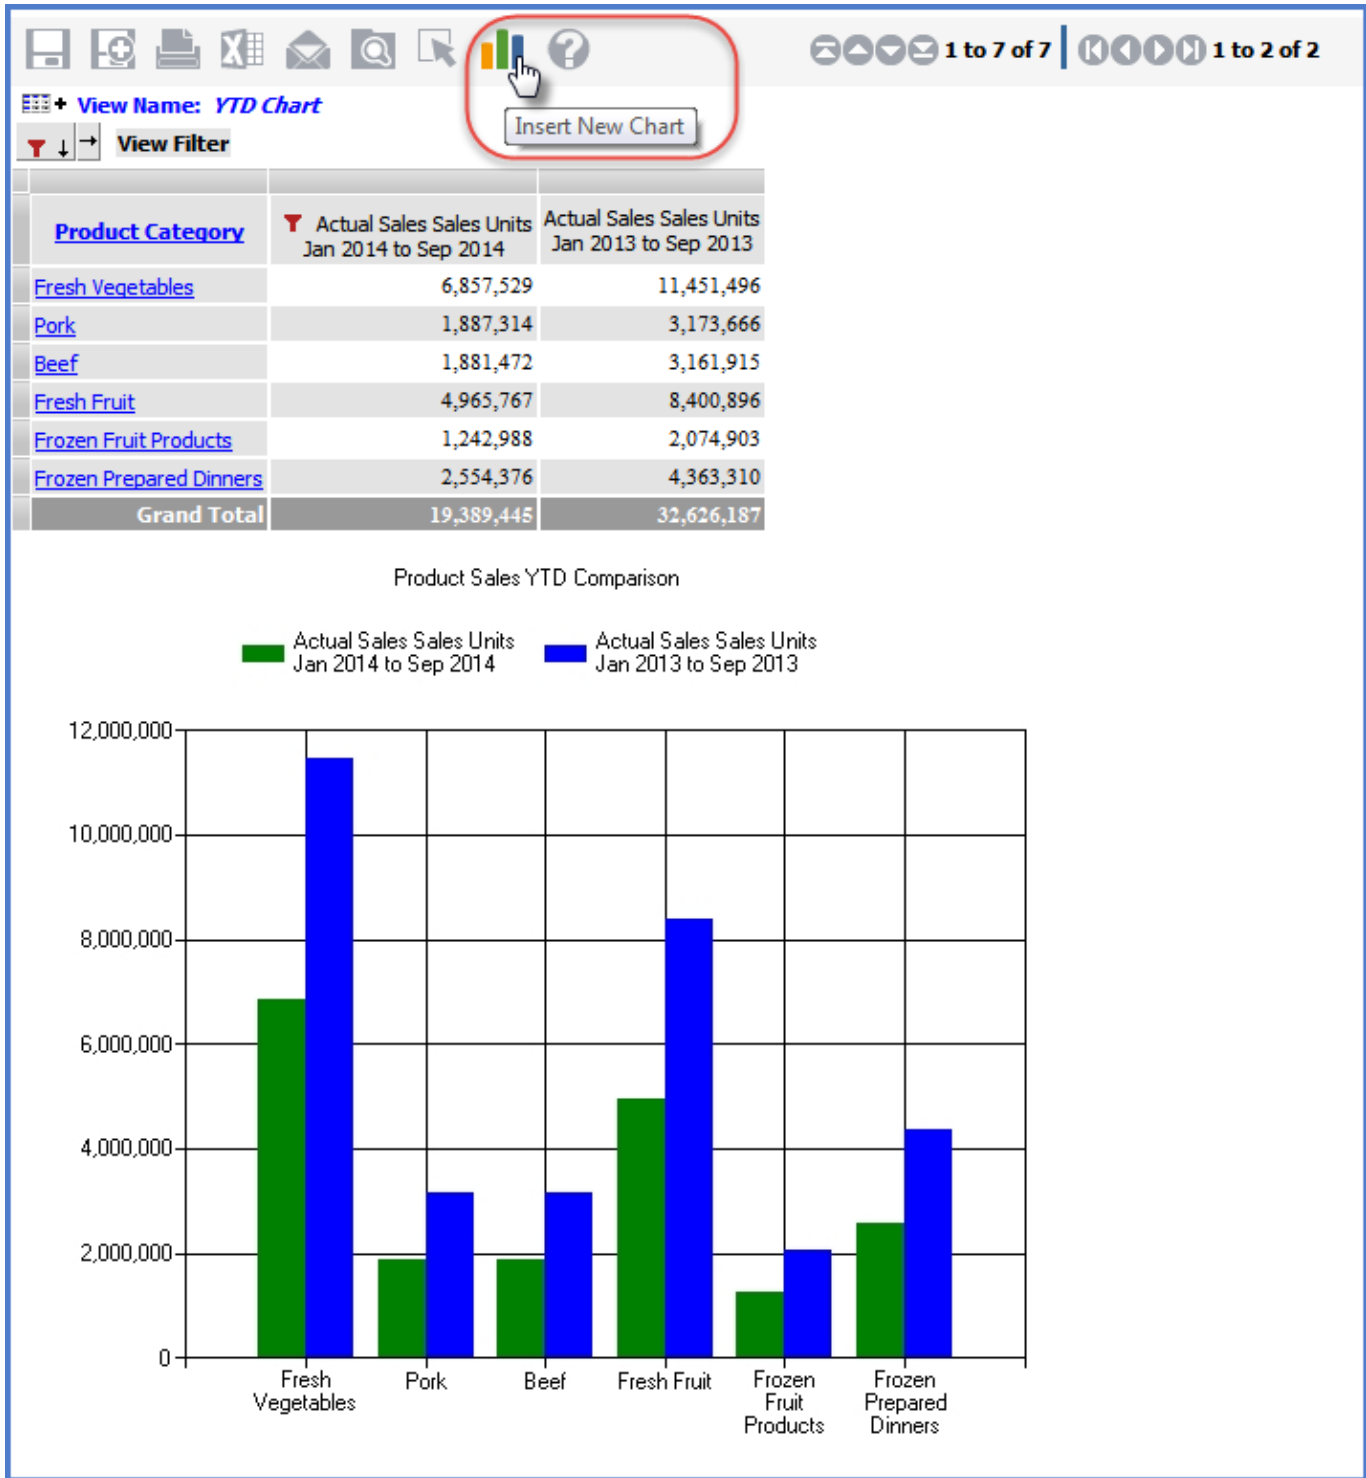 1 to 7 of 7 1 to 2 of 2
View Name: YTD Chart
Insert New Chart
View Filter
Product Category Actual Sales Sales Units Actual Sales Sales Units
Jan 2014 to Sep 2014 Jan 2013 to Sep 2013
Fresh Vegetables 6,857,529 11,451,496
Pork 1,887,314 3,173,666
Beef 1,881,472 3,161,915
Fresh Fruit 4,965,767 8,400,896
Frozen Fruit Products 1,242,988 2,074,903
Frozen Prepared Dinners 2,554,376 4,363,310
Grand Total 19,389,445 32,626,187
Product Sales YTD Comparison
Actual Sales Sales Units Actual Sales Sales Units
Jan 2014 to Sep 2014 Jan 2013 to Sep 2013
12,000,000
10,000,000
8,000,000
6,000,000
4,000,000
2,000,000
0
Fresh Pork Beef Fresh Fruit Frozen Frozen
Vegetables Fruit Prepared
Products Dinners